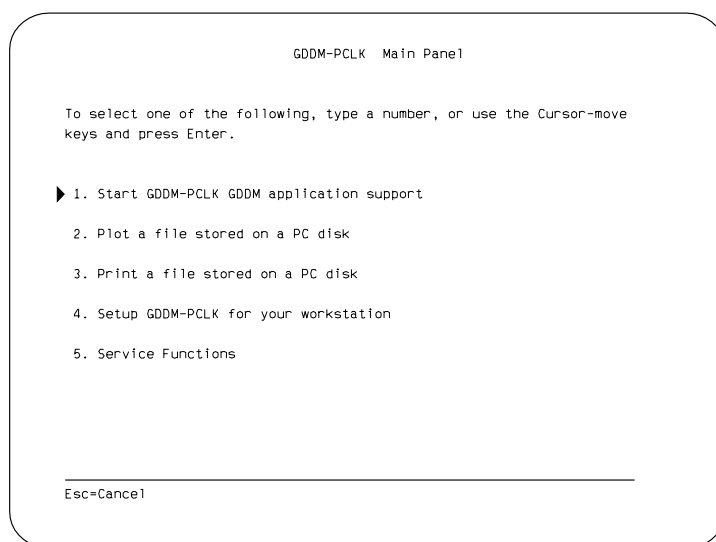 GDDM-PCLK Main Panel
To select one of the following, type a number, or use the Cursor-move
keys and press Enter.
1. Start GDDM-PCLK GDDM application support
2. Plot a file stored on a PC disk
3. Print a file stored on a PC disk
4. Setup GDDM-PCLK for your workstation
5. Service Functions
Esc=Cancel